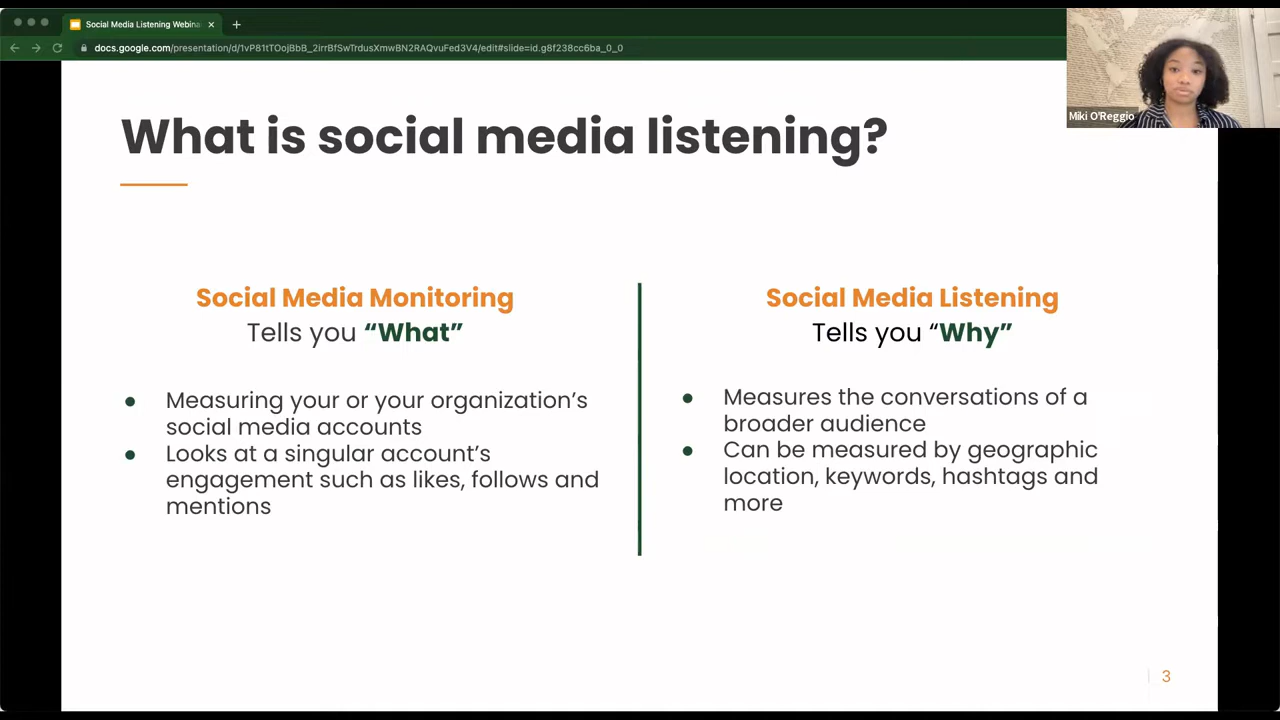 Social Media Listening Webina
docs.google.com/presentation/d/1vP81tTOojBbB_2irrBfSwTrdusXmwBN2RAQvuFed3V4/edit#slide=id.g8f238cc6ba_0_0
Miki O'Reggio
What is social media listening?
Social Media Monitoring
Tells you “What”
● Measuring your or your organization’s
social media accounts
● Looks at a singular account’s
engagement such as likes, follows and
mentions
Social Media Listening
Tells you “Why”
● Measures the conversations of a
broader audience
● Can be measured by geographic
location, keywords, hashtags and
more
3